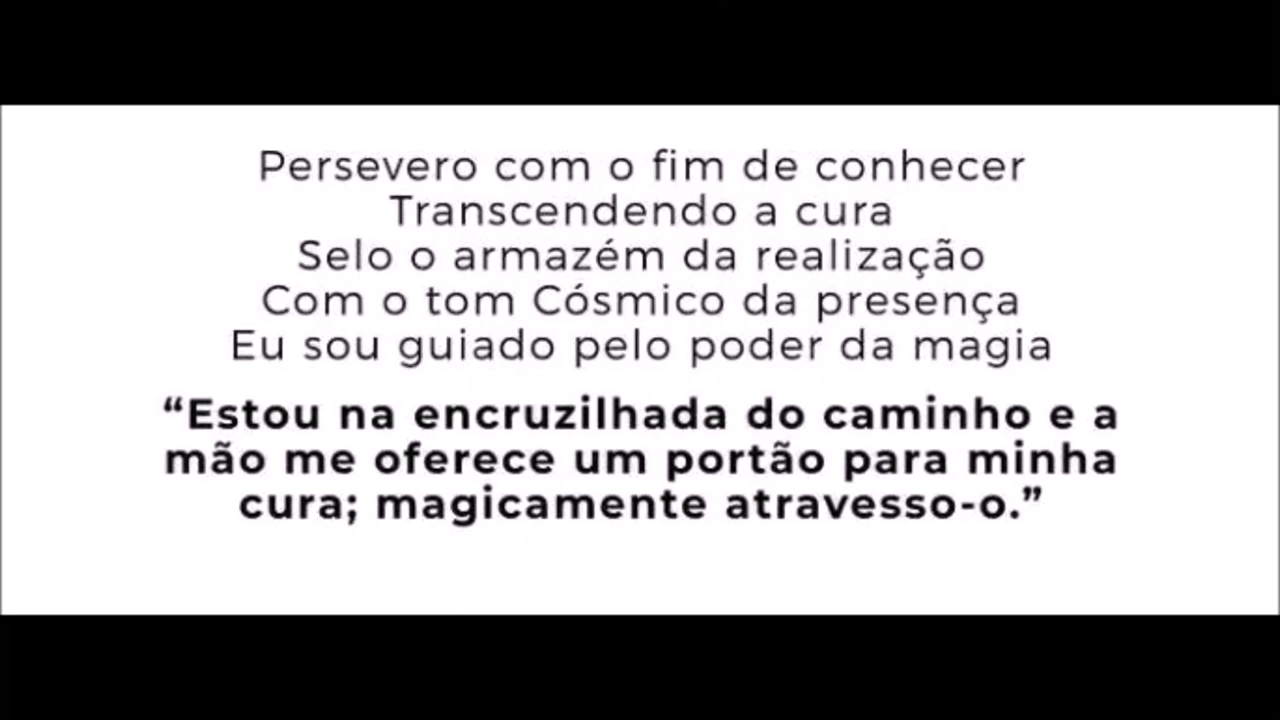 Persevero com o fim de conhecer
Transcendendo a cura
Selo o armazém da realização
Com o tom Cósmico da presença
Eu sou guiado pelo poder da magia
“Estou na encruzilhada do caminho e a
mão me oferece um portão para minha
cura; magicamente atravesso-o.”